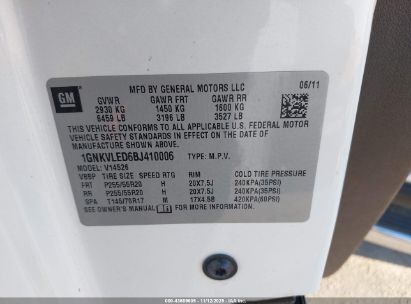 GM
MFD BY GENERAL MOTORS LLC
06/11
GVWR GAWR FRT GAWR RR
2930 KG 1450 KG 1600 KG
6459 LB 3196 LB 3527 LB
THIS VEHICLE CONFORMS TO ALL APPLICABLE U.S. FEDERAL MOTOR
VEHICLE SAFETY STANDARDS IN EFFECT ON THE DATE OF
MANUFACTURE SHOWN ABOVE.
1GNKVLED6BJ410006 TYPE: M.P.V.
MODEL: V14526
TIRE SIZE SPEED RTG RIM COLD TIRE PRESSURE
FRT P255/55R20 H 20X7.5J 240KPA(35PSI)
RR P255/55R20 H 20X7.5J 240KPA(35PSI)
SPA T145/70R17 M 17X4.5B 420KPA(60PSI)
SEE OWNER'S MANUAL FOR MORE INFORMATION.